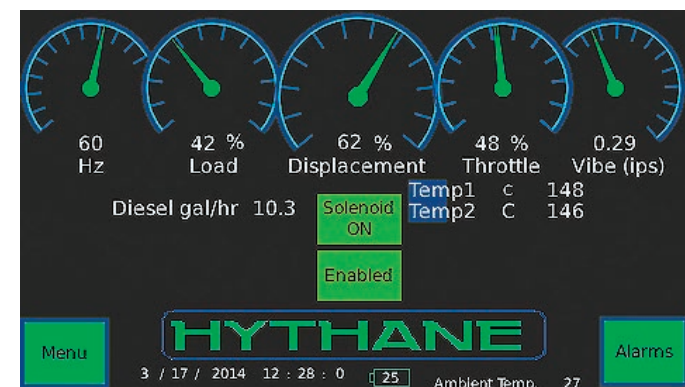 60 42 % 62 % 48 % 0.29
Hz Load Displacement Throttle Vibe (ips)
Diesel gal/hr 10.3
Solenoid
ON
Temp1 c 148
Temp2 C 146
Enabled
Menu
HYTHANE
Alarms
3 / 17 / 2014 12 : 28 : 0 25 Ambient Temp. 27